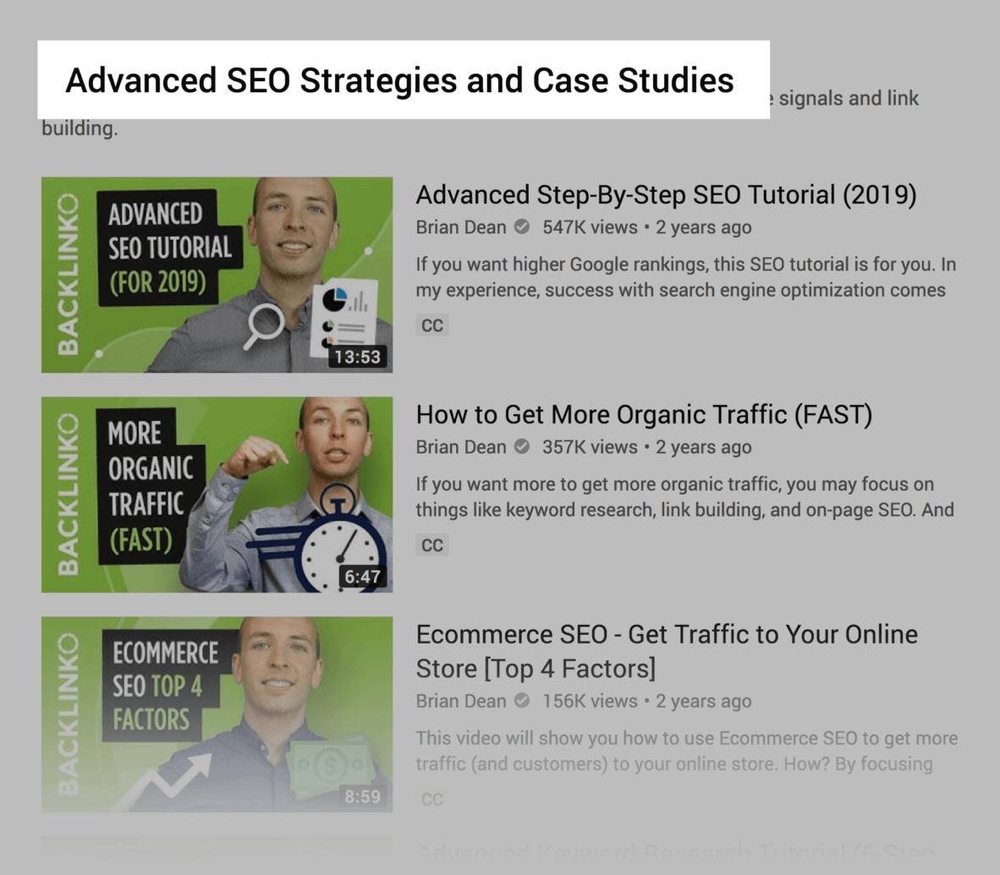 Advanced SEO Strategies and Case Studies
signals and link
building.
BACKLINKO
ADVANCED
SEO TUTORIAL
(FOR 2019)
13:53
Advanced Step-By-Step SEO Tutorial (2019)
Brian Dean 547K views • 2 years ago
If you want higher Google rankings, this SEO tutorial is for you. In
my experience, success with search engine optimization comes
CC
BACKLINKO
MORE
ORGANIC
TRAFFIC
(FAST)
6:47
How to Get More Organic Traffic (FAST)
Brian Dean 357K views • 2 years ago
If you want more to get more organic traffic, you may focus on
things like keyword research, link building, and on-page SEO. And
CC
BACKLINKO
ECOMMERCE
SEO TOP 4
FACTORS
8:59
Ecommerce SEO - Get Traffic to Your Online
Store [Top 4 Factors]
Brian Dean 156K views • 2 years ago
This video will show you how to use Ecommerce SEO to get more
traffic (and customers) to your online store. How? By focusing
CC
Advanced Keyword Research Tutorial (5-Step